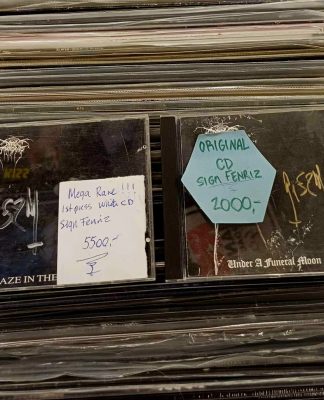 Mega Rare !!!
1st press White CD
Sign Fenriz
5500,-
AZE IN THE
ORIGINAL
CD
SIGN. FENRIZ
2000,-
Under A Funeral Moon